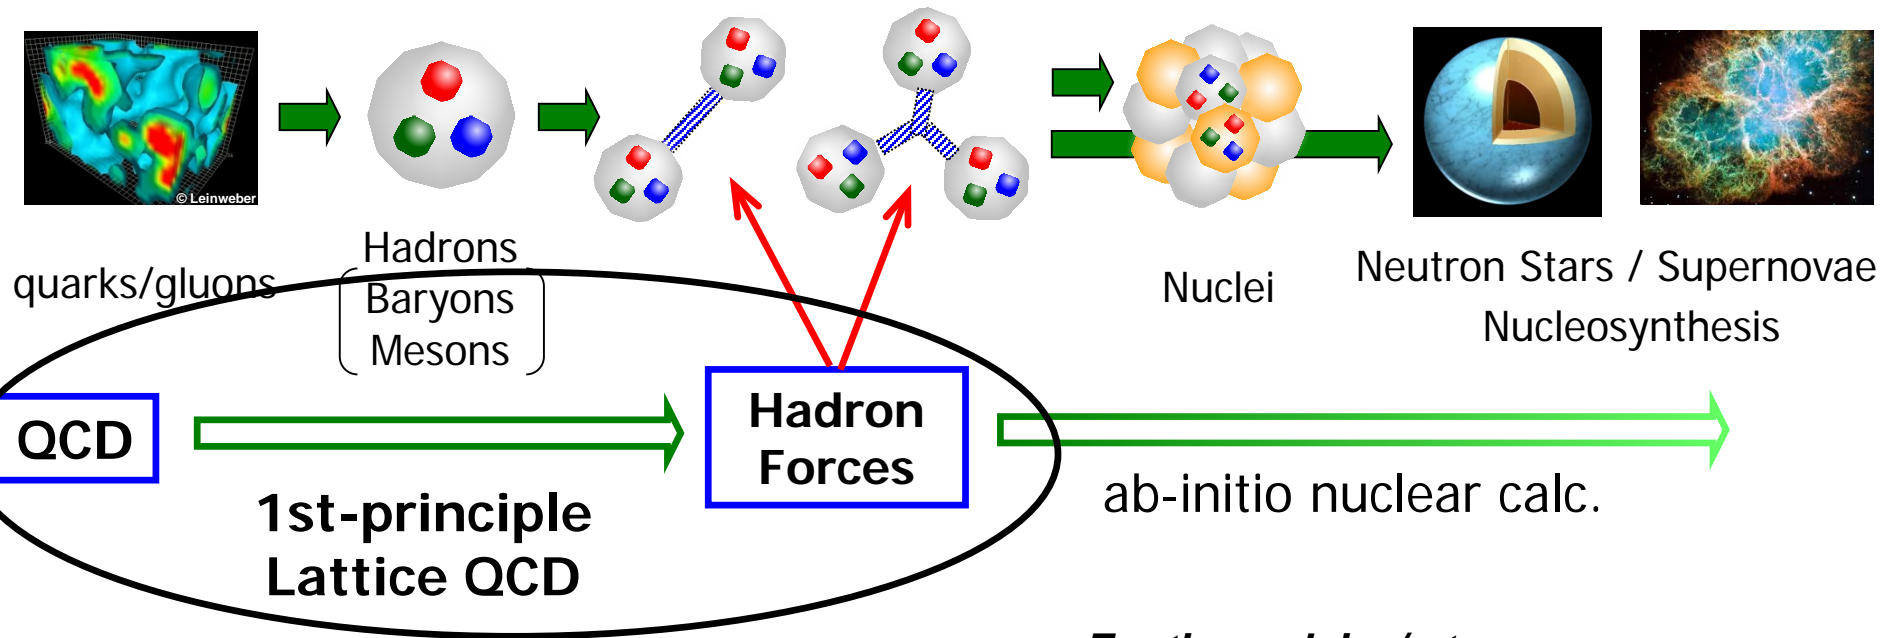 © Leinweber
quarks/gluons
Hadrons
Baryons
Mesons
Nuclei
Neutron Stars / Supernovae
Nucleosynthesis
QCD
1st-principle
Lattice QCD
Hadron
Forces
ab-initio nuclear calc.